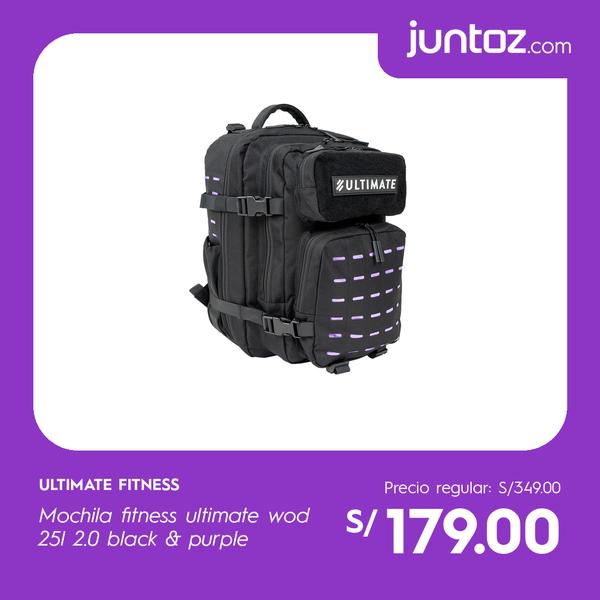 juntoz.com
ULTIMATE
ULTIMATE FITNESS
Mochila fitness ultimate wod
25l 2.0 black & purple
Precio regular: S/349.00
S/179.00